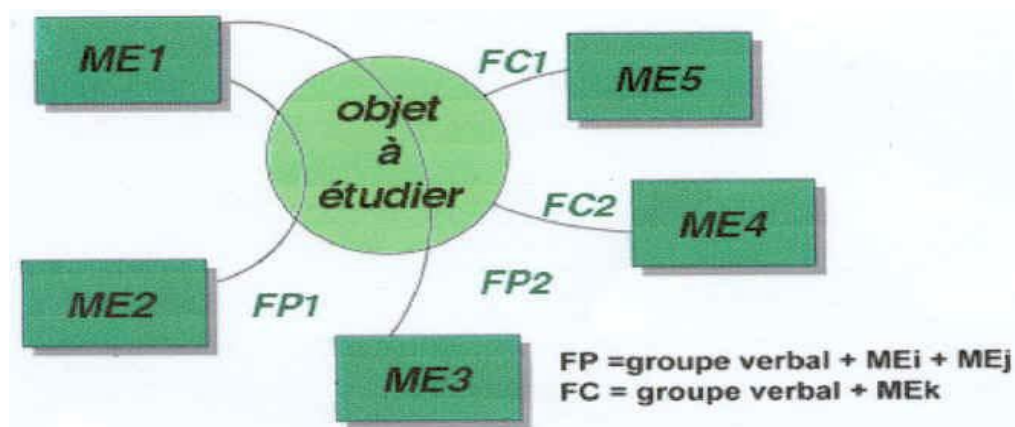 ME1
FC1
ME5
objet
à
étudier
FC2
ME4
ME2
FP1
FP2
ME3
FP =groupe verbal + MEi + MEj
FC = groupe verbal + MEk